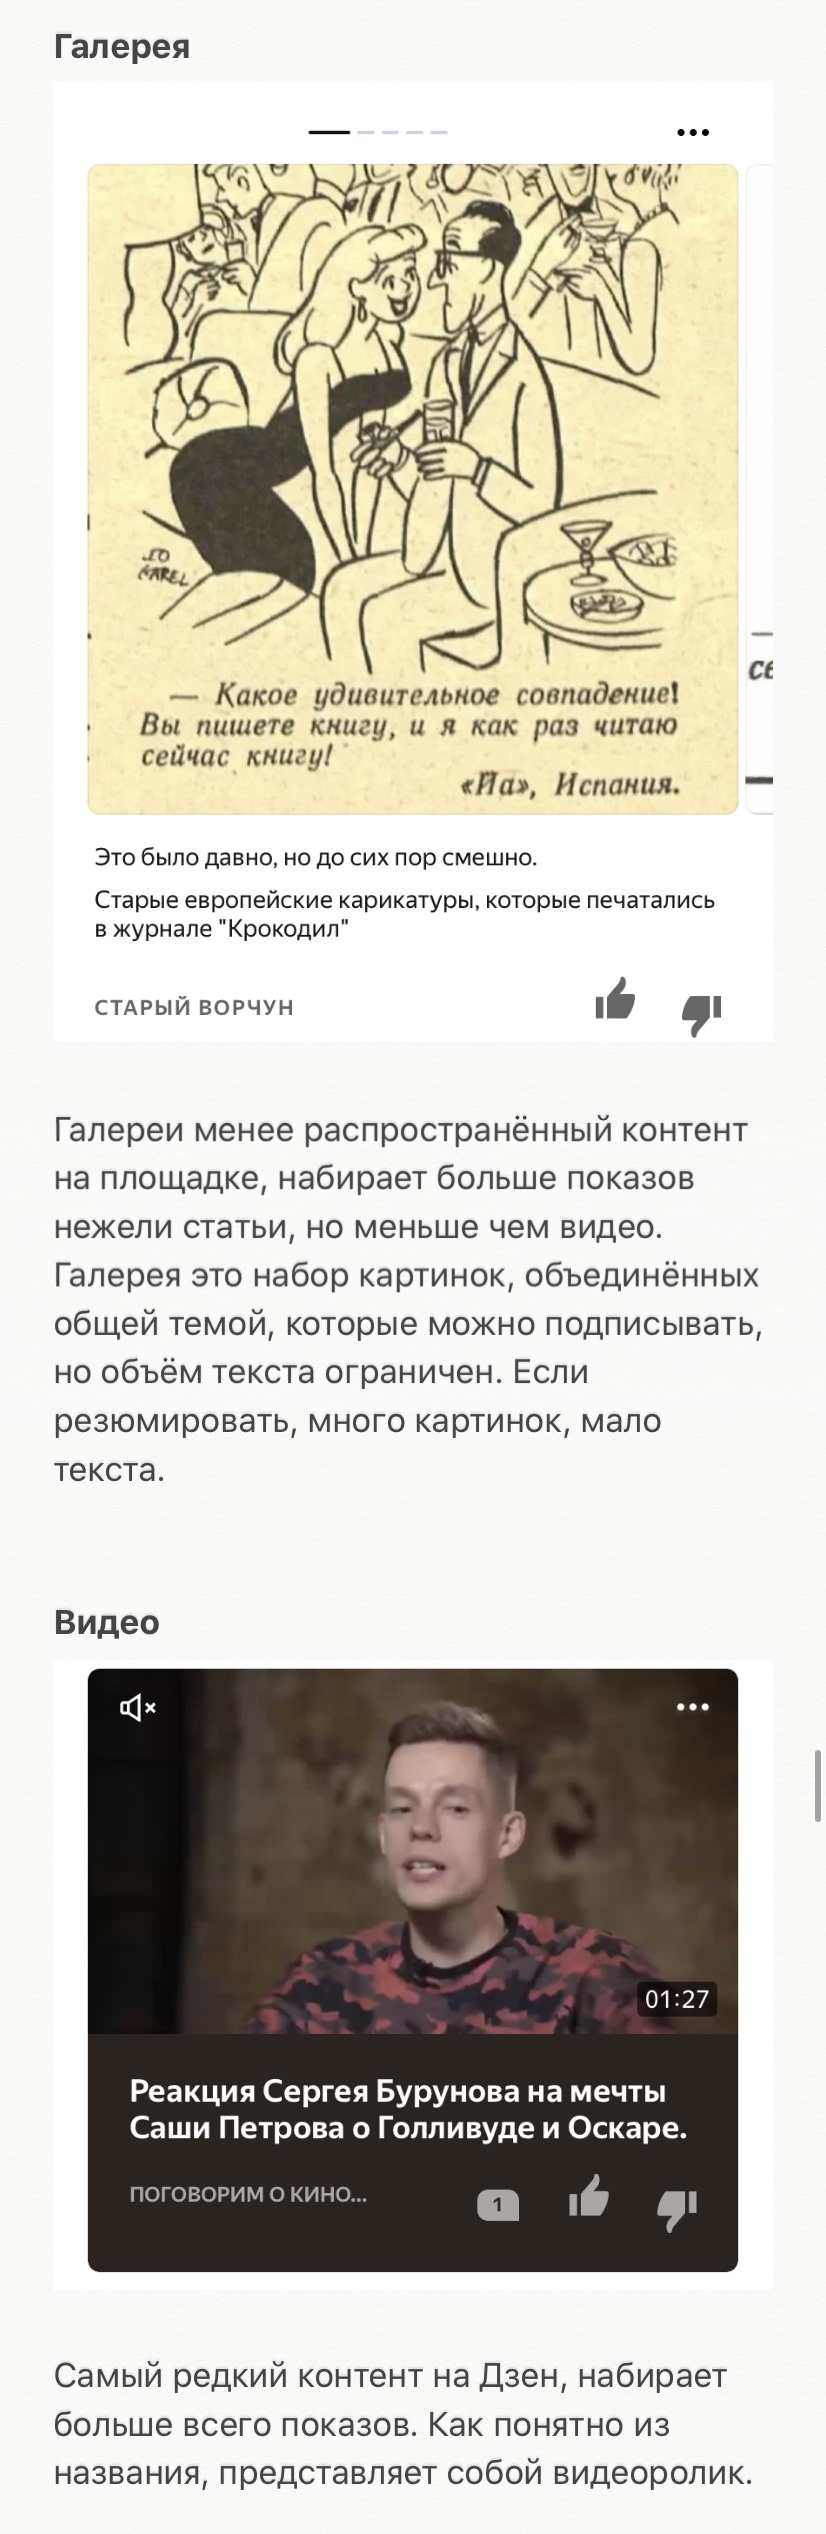 Галерея
ЈО
KAREL
— Какое удивительное совпадение!
Вы пишете книгу, и я как раз читаю
сейчас книгу!
«Йа», Испания.
се
Это было давно, но до сих пор смешно.
Старые европейские карикатуры, которые печатались
в журнале "Крокодил"
СТАРЫЙ ВОРЧУН
Галереи менее распространённый контент
на площадке, набирает больше показов
нежели статьи, но меньше чем видео.
Галерея это набор картинок, объединённых
общей темой, которые можно подписывать,
но объём текста ограничен. Если
резюмировать, много картинок, мало
текста.
Видео
01:27
Реакция Сергея Бурунова на мечты
Саши Петрова о Голливуде и Оскаре.
ПОГОВОРИМ О КИНО...
1
Самый редкий контент на Дзен, набирает
больше всего показов. Как понятно из
названия, представляет собой видеоролик.